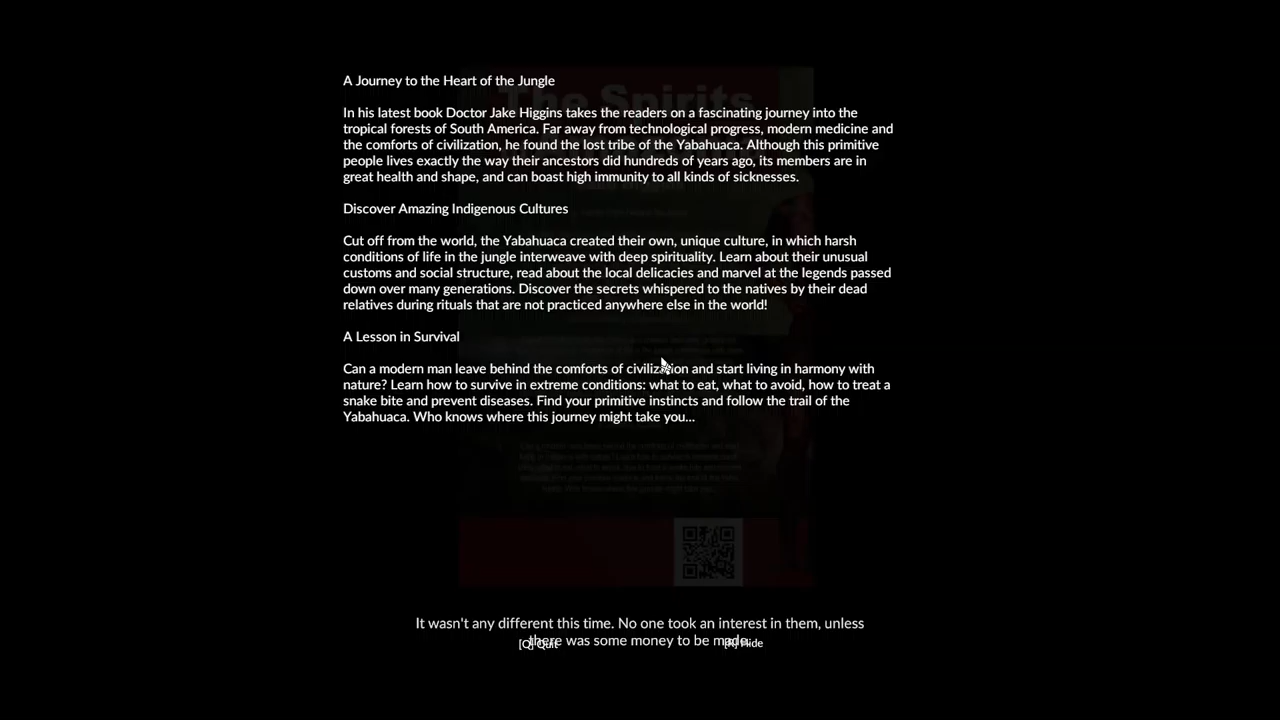 A Journey to the Heart of the Jungle
In his latest book Doctor Jake Higgins takes the readers on a fascinating journey into the
tropical forests of South America. Far away from technological progress, modern medicine and
the comforts of civilization, he found the lost tribe of the Yabahuaca. Although this primitive
people lives exactly the way their ancestors did hundreds of years ago, its members are in
great health and shape, and can boast high immunity to all kinds of sicknesses.
Discover Amazing Indigenous Cultures
Cut off from the world, the Yabahuaca created their own, unique culture, in which harsh
conditions of life in the jungle interweave with deep spirituality. Learn about their unusual
customs and social structure, read about the local delicacies and marvel at the legends passed
down over many generations. Discover the secrets whispered to the natives by their dead
relatives during rituals that are not practiced anywhere else in the world!
A Lesson in Survival
Can a modern man leave behind the comforts of civilization and start living in harmony with
nature? Learn how to survive in extreme conditions: what to eat, what to avoid, how to treat a
snake bite and prevent diseases. Find your primitive instincts and follow the trail of the
Yabahuaca. Who knows where this journey might take you...
The Spirits
It wasn't any different this time. No one took an interest in them, unless
there was some money to be made.
[Q] Quit
[R] Hide